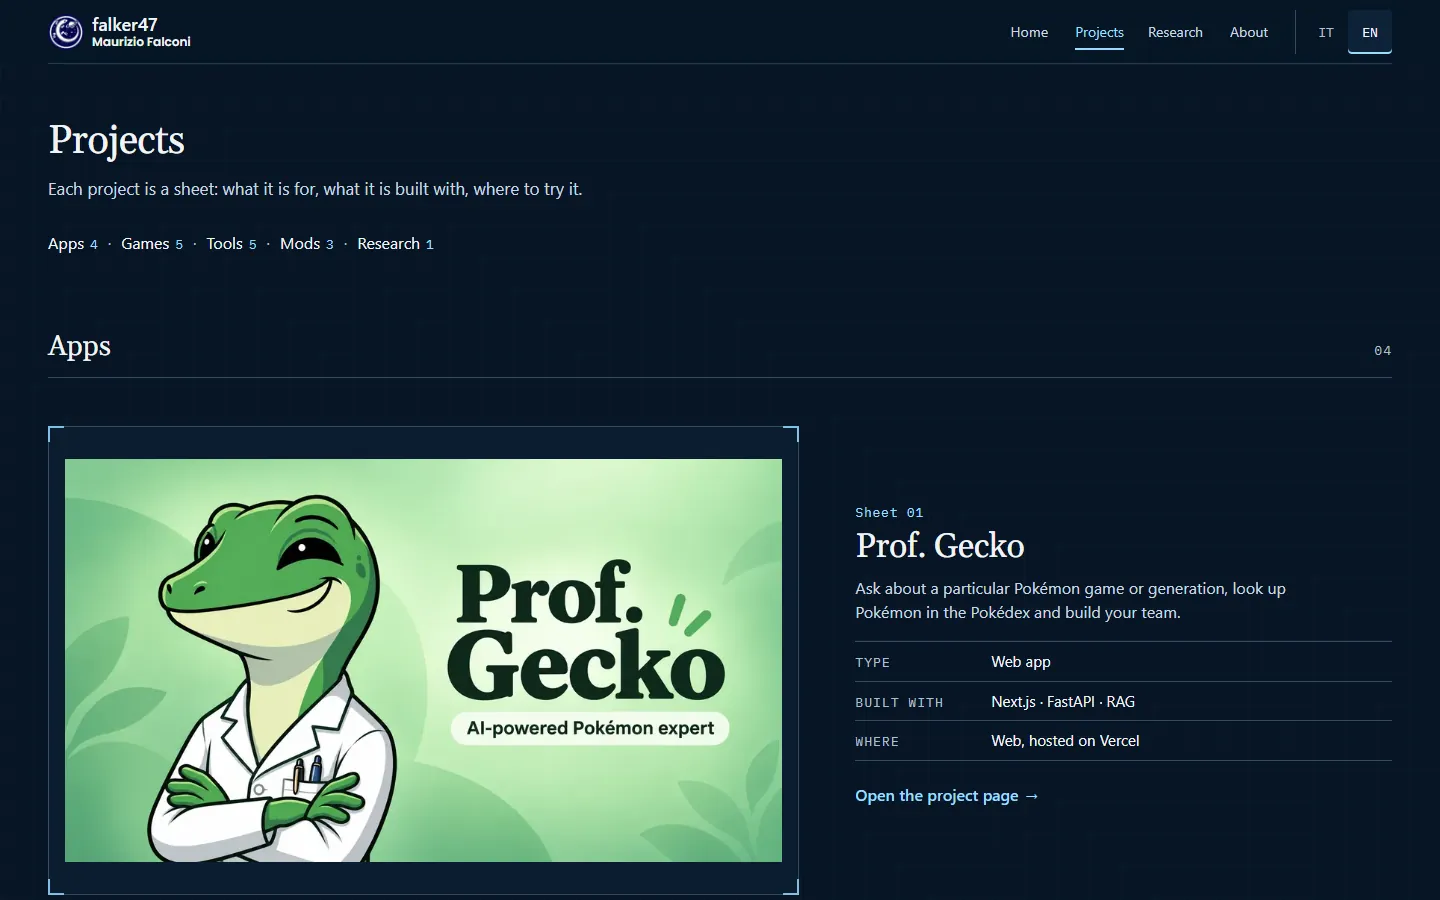 falker47
Maurizio Falconi
Home
Projects
Research
About
IT
EN
Projects
Each project is a sheet: what it is for, what it is built with, where to try it.
Apps 4 · Games 5 · Tools 5 · Mods 3 · Research 1
Apps
04
Prof.
Gecko
AI-powered Pokémon expert
Sheet 01
Prof. Gecko
Ask about a particular Pokémon game or generation, look up
Pokémon in the Pokédex and build your team.
TYPE Web app
BUILT WITH Next.js · FastAPI · RAG
WHERE Web, hosted on Vercel
Open the project page →